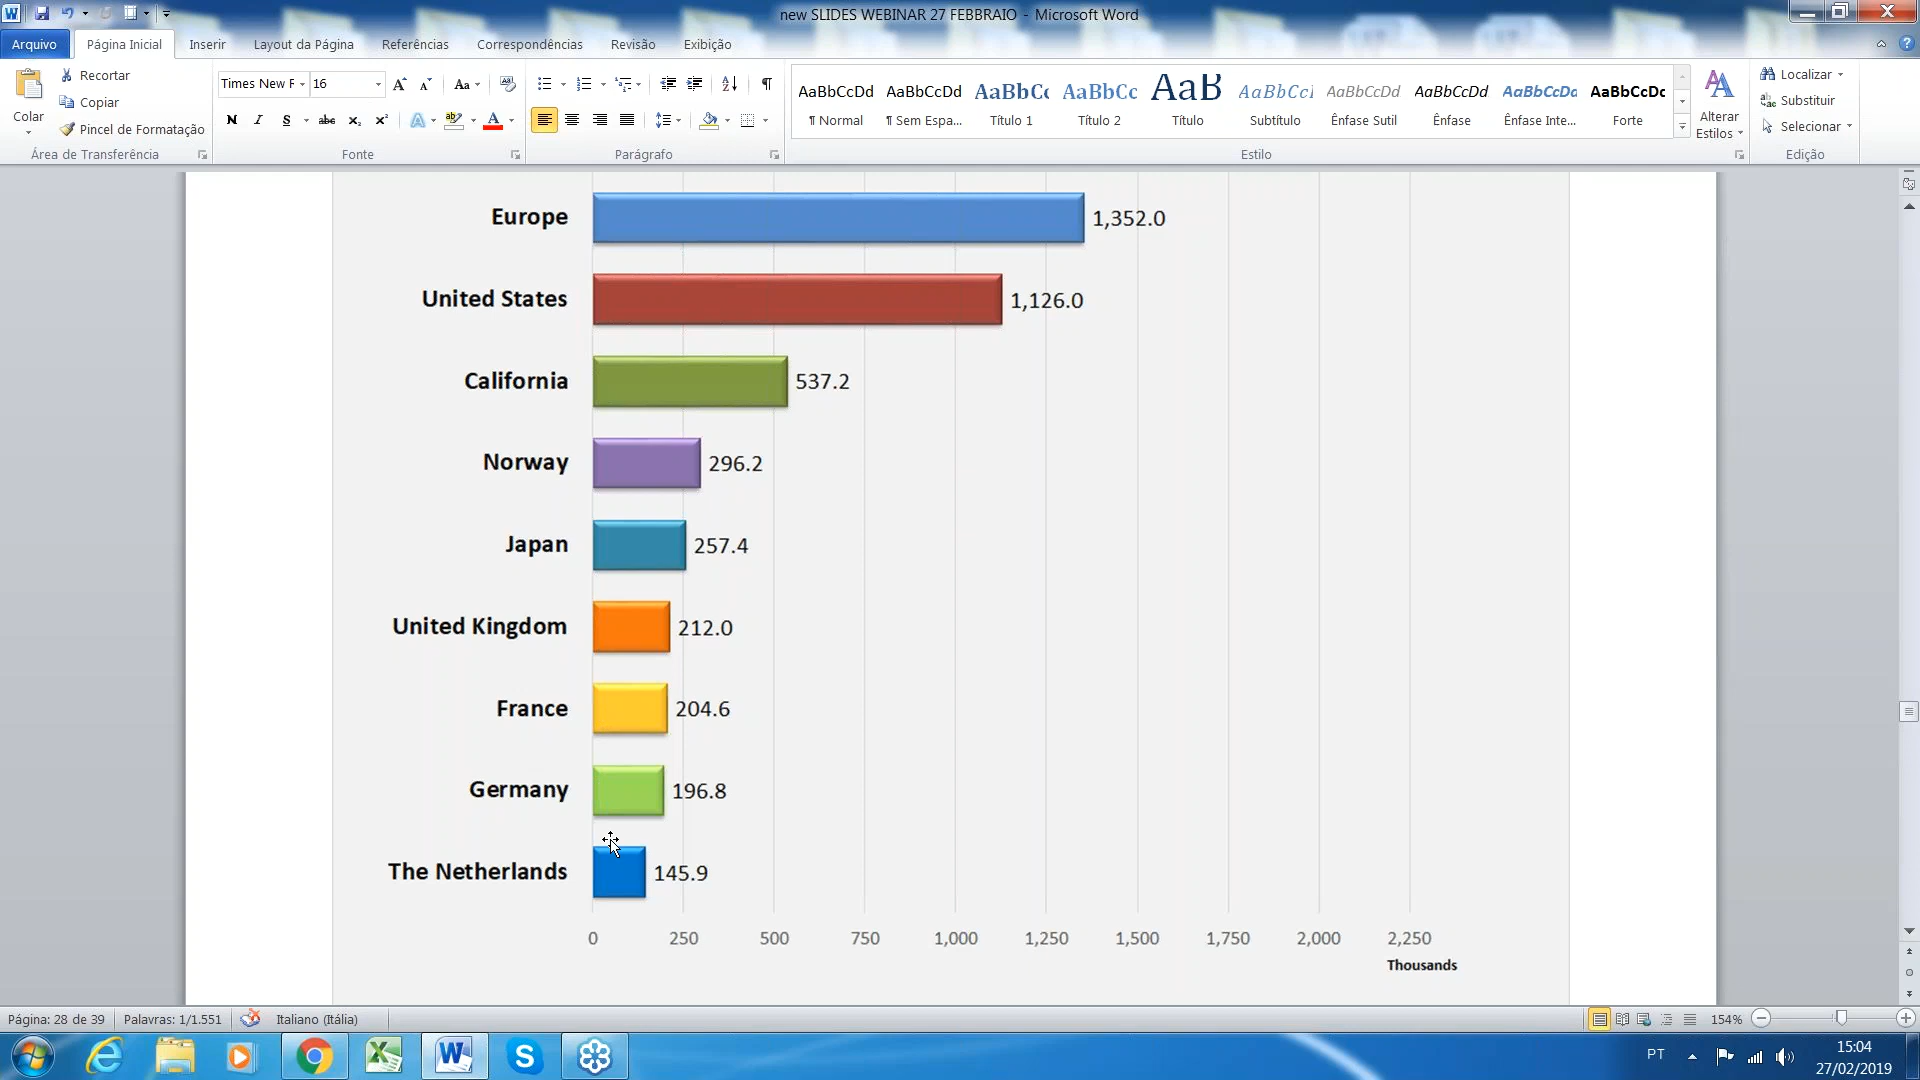 new SLIDES WEBINAR 27 FEBBRAIO - Microsoft Word
Arquivo Página Inicial Inserir Layout da Página Referências Correspondências Revisão Exibição
Colar
Recortar
Copiar
Pincel de Formatação
Área de Transferência
Times New F 16
Fonte
Parágrafo
AaBbCcDd AaBbCcDd AaBbCc AaBbCc AaB AaBbCcI AaBbCcDd AaBbCcDd AaBbCcDd AaBbCcDc
¶ Normal ¶ Sem Espa... Título 1 Título 2 Título Subtítulo Ênfase Sutil Ênfase Ênfase Inte... Forte
Estilo
Alterar
Estilos
Localizar
Substituir
Selecionar
Edição
Europe 1,352.0
United States 1,126.0
California 537.2
Norway 296.2
Japan 257.4
United Kingdom 212.0
France 204.6
Germany 196.8
The Netherlands 145.9
0 250 500 750 1,000 1,250 1,500 1,750 2,000 2,250
Thousands
Página: 28 de 39 Palavras: 1/1.551 Italiano (Itália) 154%
PT 15:04
27/02/2019